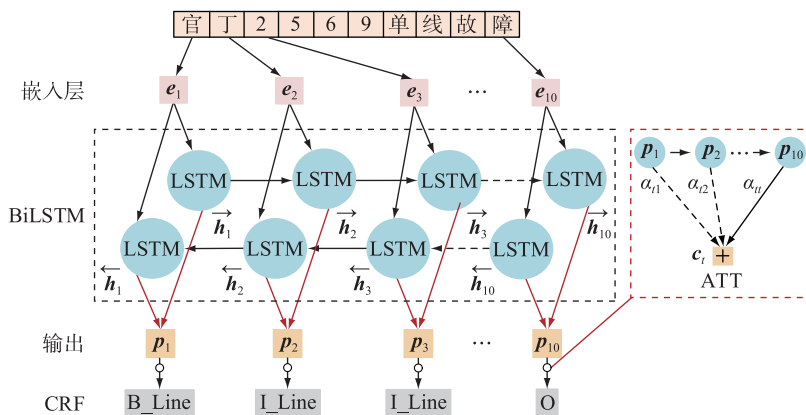 官 丁 2 5 6 9 单 线 故 障
嵌入层 e1 e2 e3 … e10
LSTM LSTM LSTM LSTM
BiLSTM
h1 h2 h3 h10
LSTM LSTM LSTM LSTM
h1 h2 h3 h10
p1 p2 … p10
αt1 αt2 αtt
ct +
ATT
输出 p1 p2 p3 … p10
CRF B_Line I_Line I_Line O